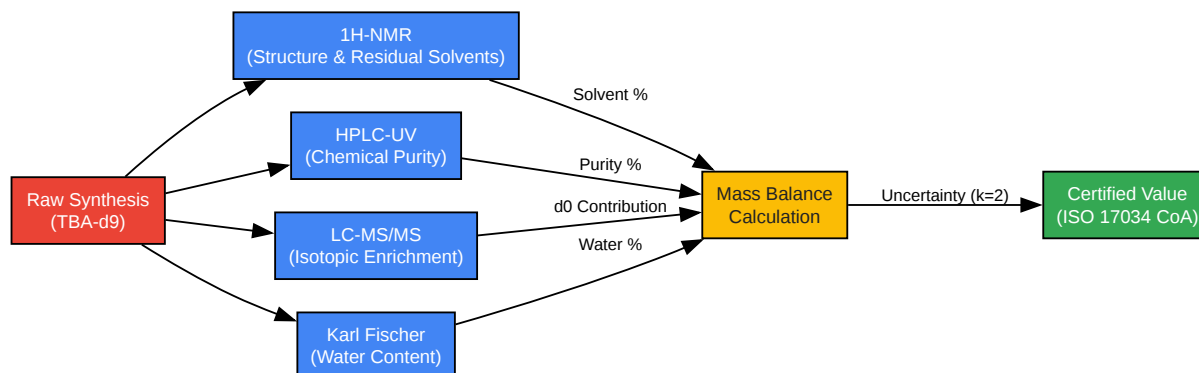 1H-NMR
(Structure & Residual Solvents)
Solvent %
HPLC-UV
(Chemical Purity)
Purity %
Raw Synthesis
(TBA-d9)
Mass Balance
Calculation
Uncertainty (k=2)
Certified Value
(ISO 17034 CoA)
d0 Contribution
LC-MS/MS
(Isotopic Enrichment)
Water %
Karl Fischer
(Water Content)